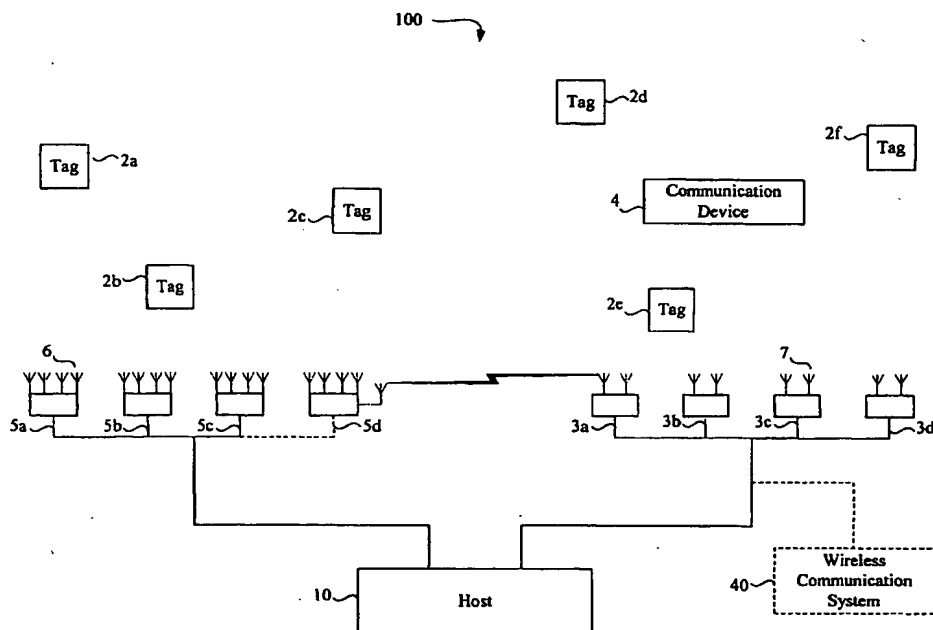 100
Tag
2d
Tag
2f
Tag
2a
Communication
Device
4
Tag
2c
2b
Tag
2e
Tag
6
7
5a
5b
5c
5d
3a
3b
3c
3d
10
Host
40
Wireless
Communication
System